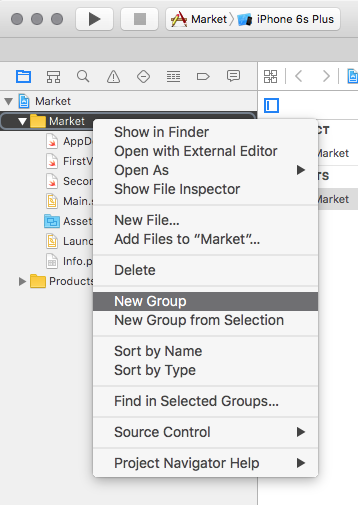 Market
iPhone 6s Plus
Market
Market
AppD
FirstV
Secon
Main.s
Asset
Laun
Info.p
Products
Show in Finder
Open with External Editor
Open As
Show File Inspector
New File...
Add Files to “Market”...
Delete
New Group
New Group from Selection
Sort by Name
Sort by Type
Find in Selected Groups...
Source Control
Project Navigator Help
CT
Market
TS
Market